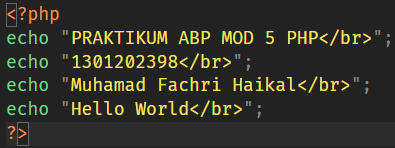 <?php
echo "PRAKTIKUM ABP MOD 5 PHP</br>";
echo "1301202398</br>";
echo "Muhamad Fachri Haikal</br>";
echo "Hello World</br>";
?>